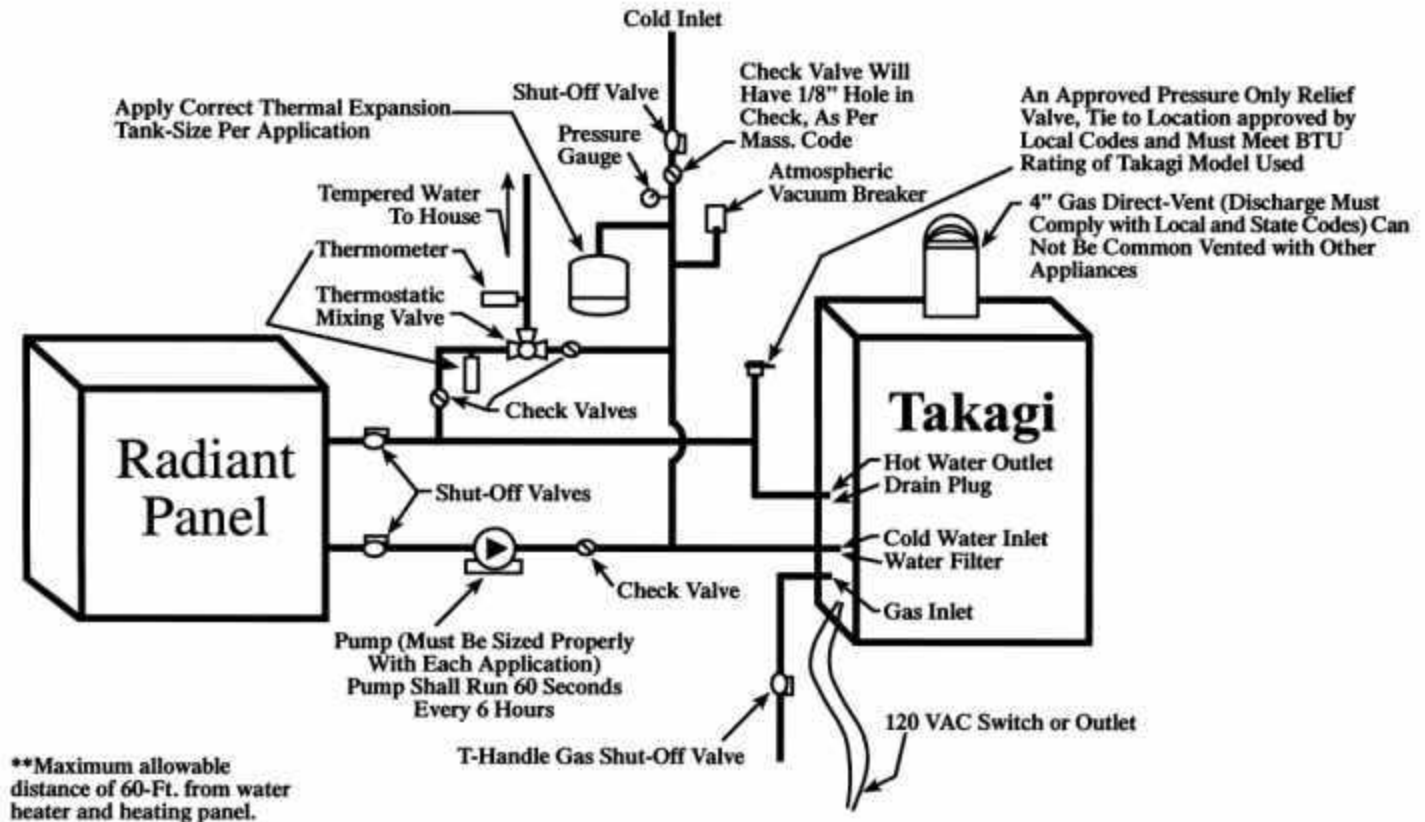 Cold Inlet
Shut-Off Valve
Check Valve Will
Have 1/8" Hole in
Check, As Per
Mass. Code
An Approved Pressure Only Relief
Valve, Tie to Location approved by
Local Codes and Must Meet BTU
Rating of Takagi Model Used
Apply Correct Thermal Expansion
Tank-Size Per Application
Pressure
Gauge
Atmospheric
Vacuum Breaker
Tempered Water
To House
4" Gas Direct-Vent (Discharge Must
Comply with Local and State Codes) Can
Not Be Common Vented with Other
Appliances
Thermometer
Thermostatic
Mixing Valve
Check Valves
Takagi
Radiant
Panel
Hot Water Outlet
Drain Plug
Shut-Off Valves
Cold Water Inlet
Water Filter
Check Valve
Gas Inlet
Pump (Must Be Sized Properly
With Each Application)
Pump Shall Run 60 Seconds
Every 6 Hours
120 VAC Switch or Outlet
T-Handle Gas Shut-Off Valve
**Maximum allowable
distance of 60-Ft. from water
heater and heating panel.